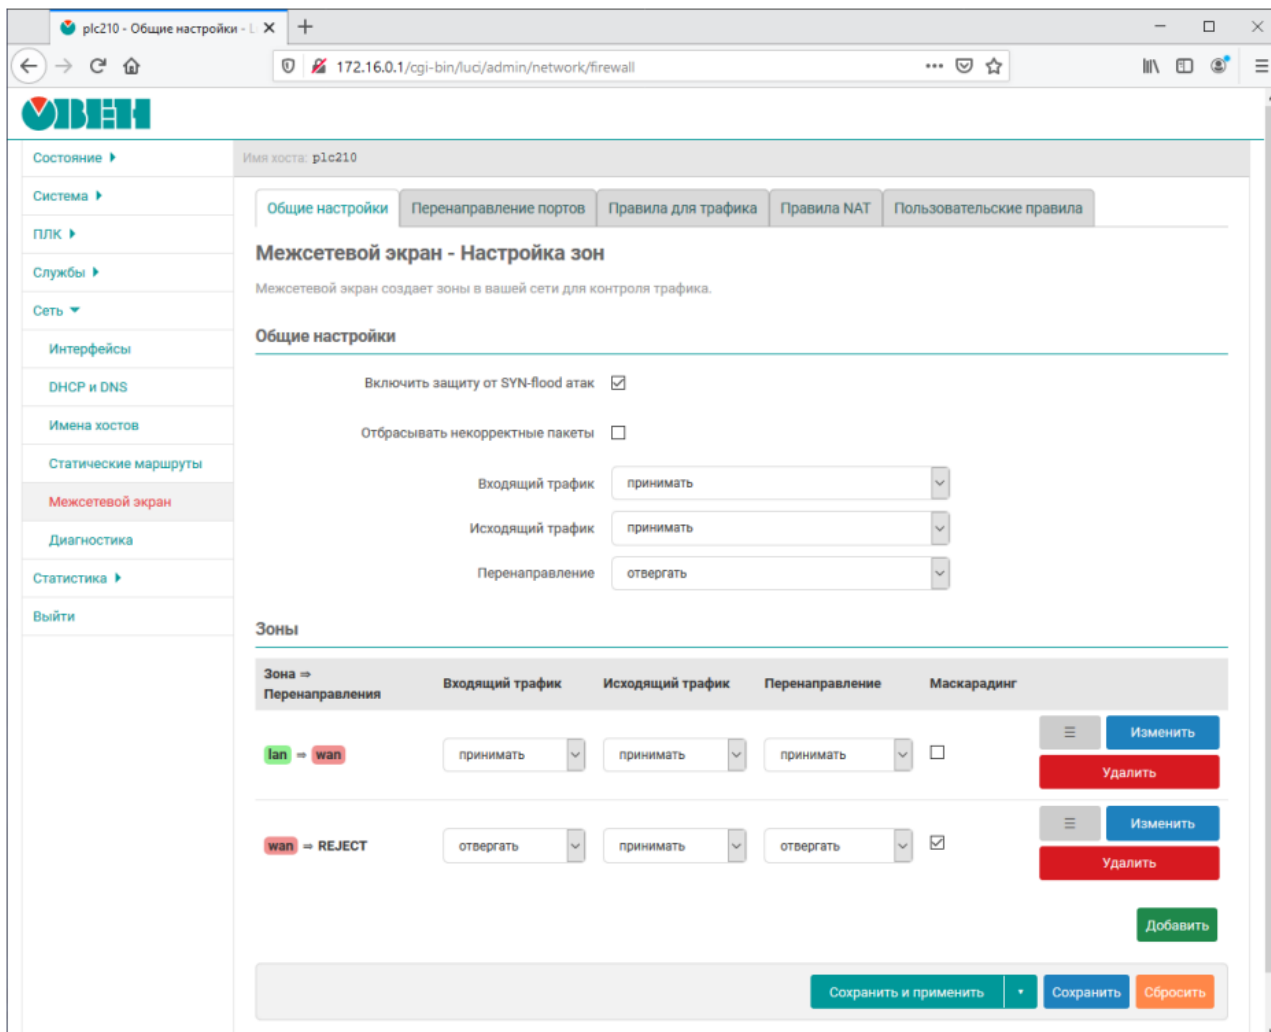 plc210 - Общие настройки - L
172.16.0.1/cgi-bin/luci/admin/network/firewall
ОВЕН
Имя хоста: plc210
Состояние
Система
ПЛК
Службы
Сеть
Интерфейсы
DHCP и DNS
Имена хостов
Статические маршруты
Межсетевой экран
Диагностика
Статистика
Выйти
Общие настройки Перенаправление портов Правила для трафика Правила NAT Пользовательские правила
Межсетевой экран - Настройка зон
Межсетевой экран создает зоны в вашей сети для контроля трафика.
Общие настройки
Включить защиту от SYN-flood атак
Отбрасывать некорректные пакеты
Входящий трафик принимать
Исходящий трафик принимать
Перенаправление отвергать
Зоны
Зона ⇒
Перенаправления
Входящий трафик Исходящий трафик Перенаправление Маскарадинг
lan ⇒ wan принимать принимать принимать Изменить
Удалить
wan ⇒ REJECT отвергать принимать отвергать Изменить
Удалить
Добавить
Сохранить и применить Сохранить Сбросить